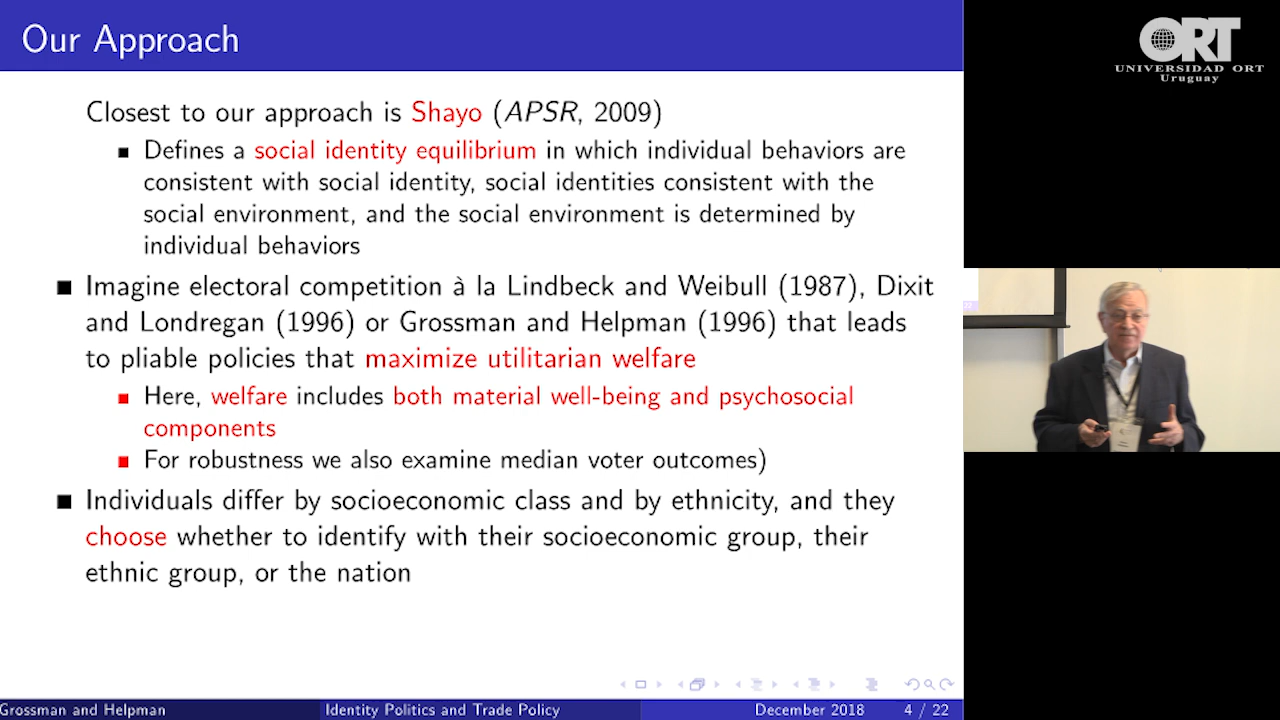 Our Approach
Closest to our approach is Shayo (APSR, 2009)
Defines a social identity equilibrium in which individual behaviors are
consistent with social identity, social identities consistent with the
social environment, and the social environment is determined by
individual behaviors
Imagine electoral competition à la Lindbeck and Weibull (1987), Dixit
and Londregan (1996) or Grossman and Helpman (1996) that leads
to pliable policies that maximize utilitarian welfare
Here, welfare includes both material well-being and psychosocial
components
For robustness we also examine median voter outcomes)
Individuals differ by socioeconomic class and by ethnicity, and they
choose whether to identify with their socioeconomic group, their
ethnic group, or the nation
Grossman and Helpman
Identity Politics and Trade Policy
December 2018
4 / 22
ORT
UNIVERSIDAD ORT
Uruguay